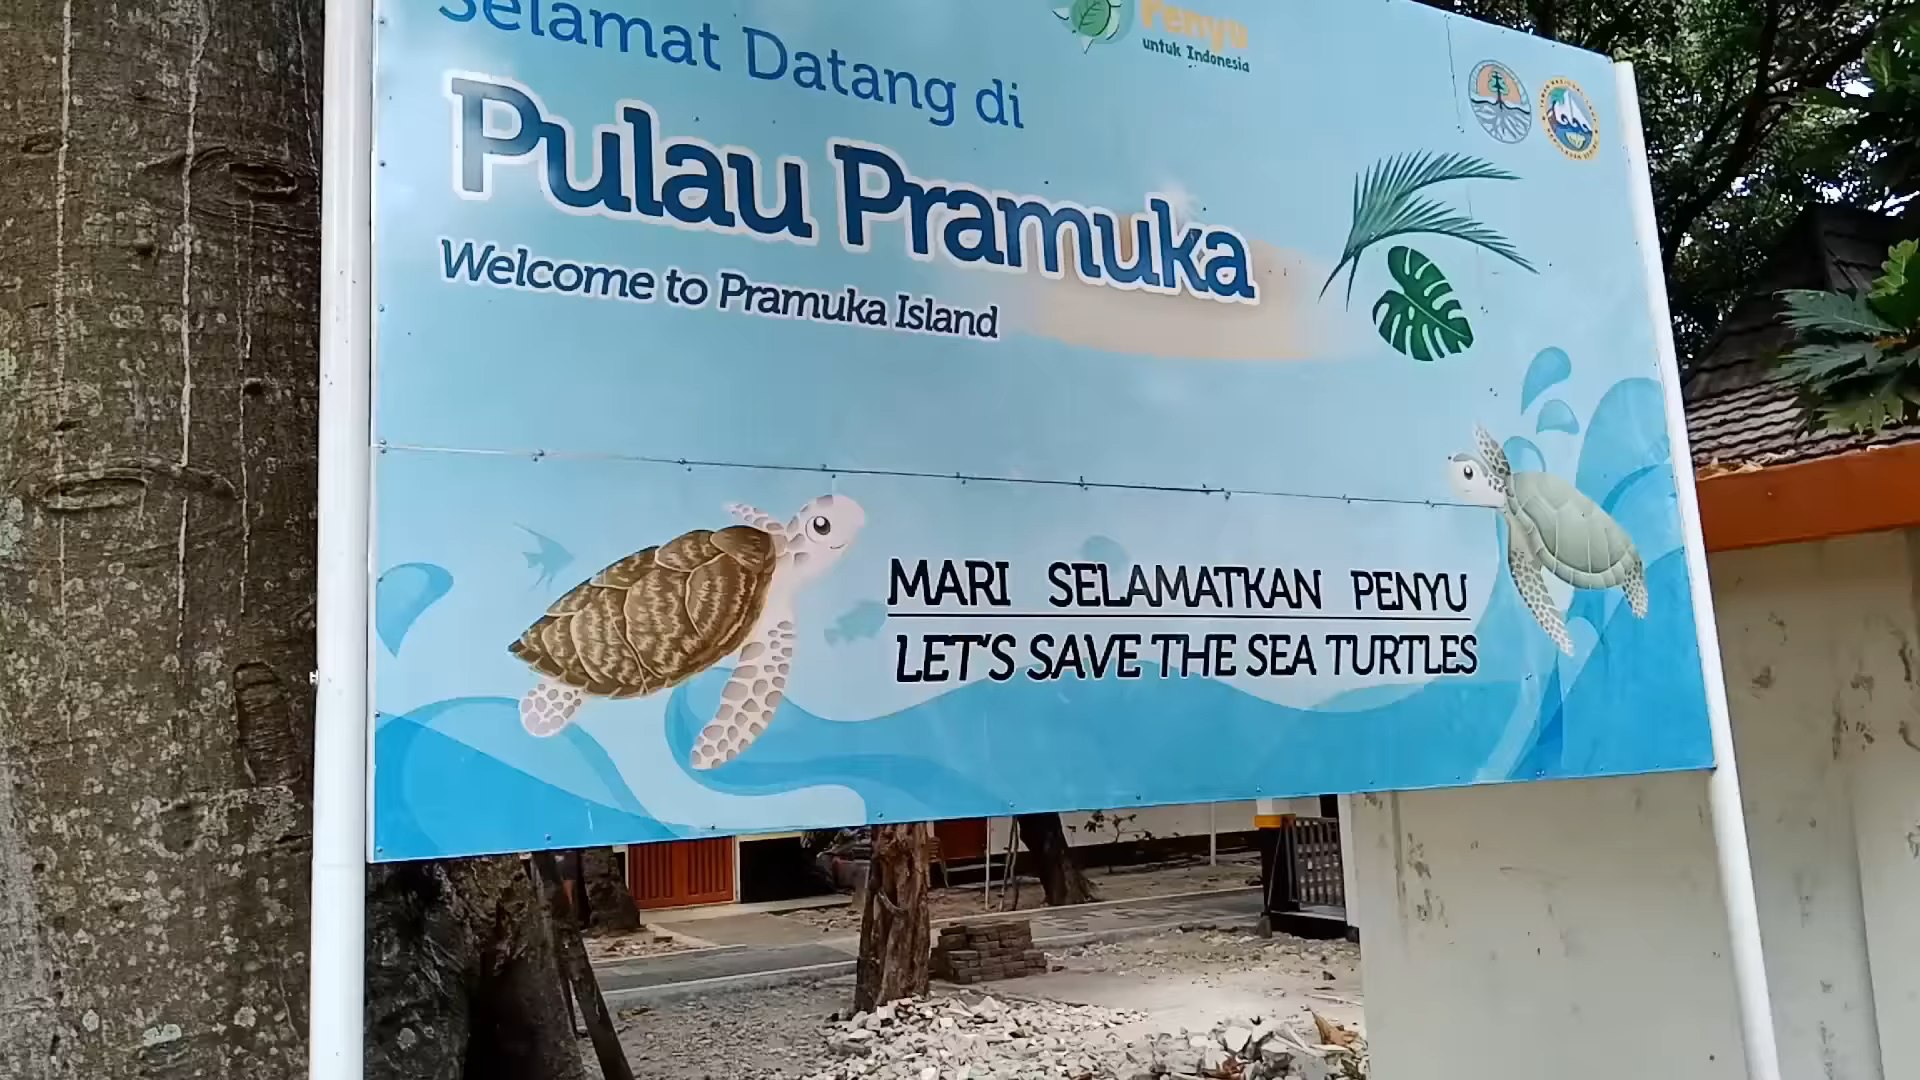 Selamat Datang di
Penyu
untuk Indonesia
Pulau Pramuka
Welcome to Pramuka Island
MARI SELAMATKAN PENYU
LET'S SAVE THE SEA TURTLES